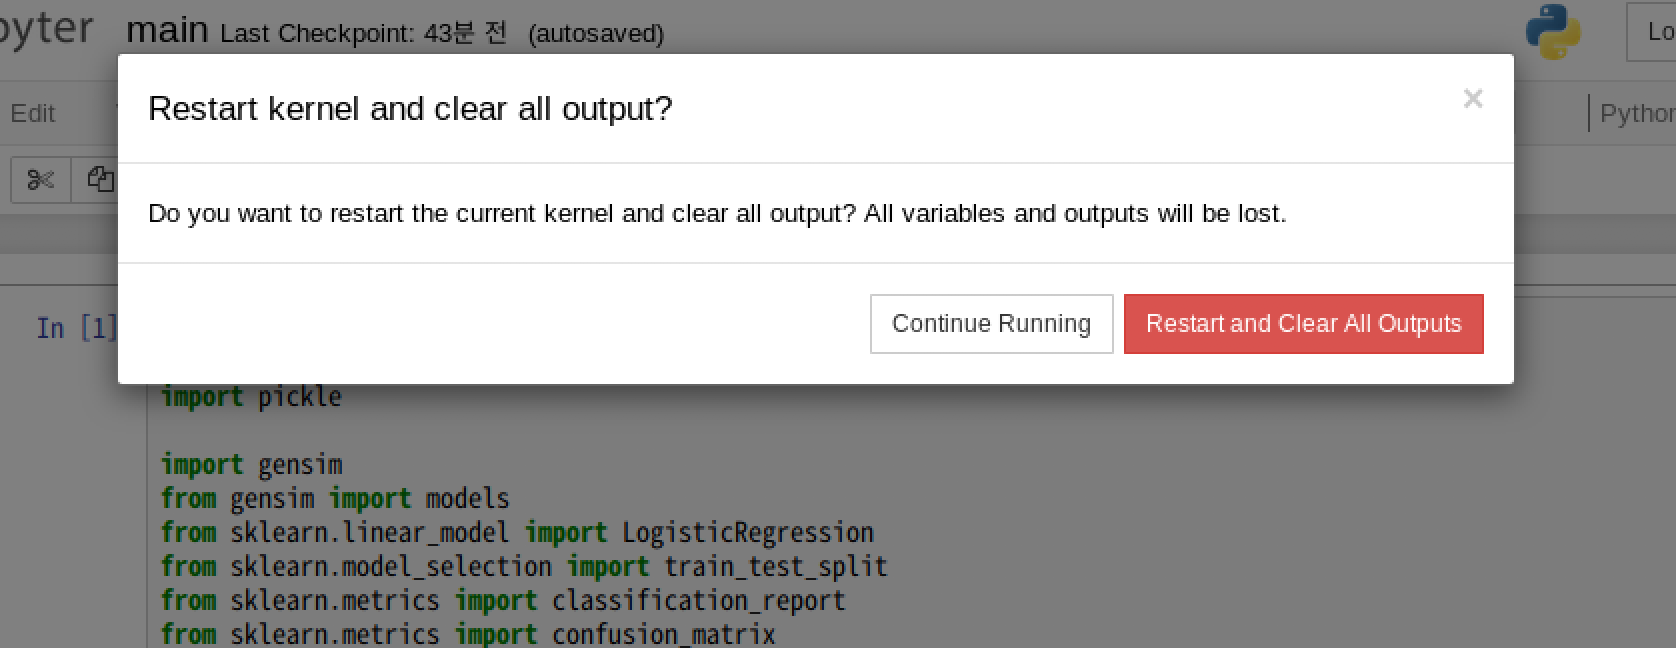 pyter main Last Checkpoint: 43분 전 (autosaved)
Lo
Edit
Python
Restart kernel and clear all output?
×
Do you want to restart the current kernel and clear all output? All variables and outputs will be lost.
Continue Running Restart and Clear All Outputs
In [1]
import pickle
import gensim
from gensim import models
from sklearn.linear_model import LogisticRegression
from sklearn.model_selection import train_test_split
from sklearn.metrics import classification_report
from sklearn.metrics import confusion_matrix